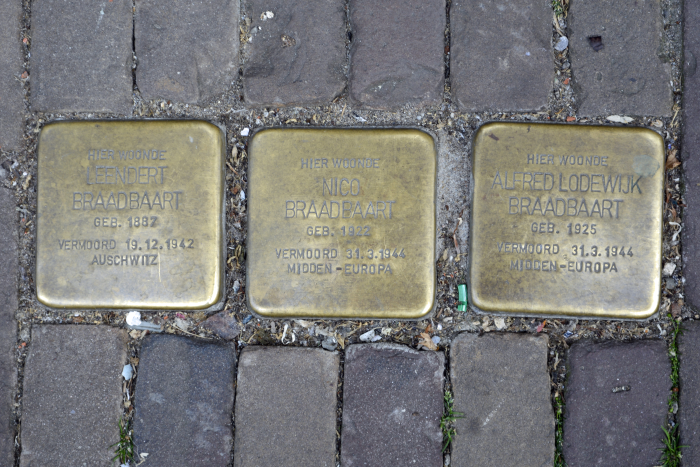 HIER WOONDE
LEENDERT
BRAADBAART
GEB. 1887
VERMOORD 19.12.1942
AUSCHWITZ
HIER WOONDE
NICO
BRAADBAART
GEB. 1922
VERMOORD 31.3.1944
MIDDEN-EUROPA
HIER WOONDE
ALFRED LODEWIJK
BRAADBAART
GEB. 1925
VERMOORD 31.3.1944
MIDDEN-EUROPA